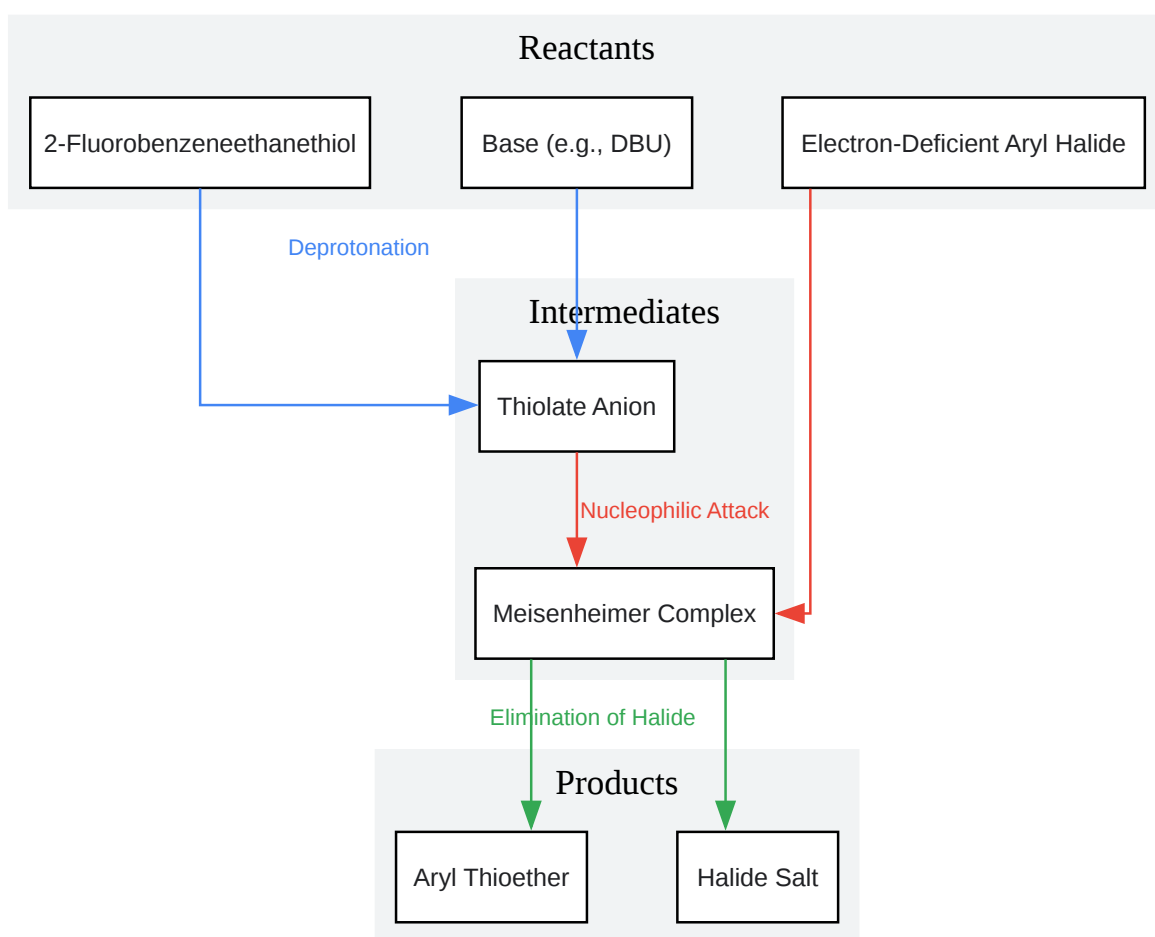 Reactants
2-Fluorobenzeneethanethiol
Base (e.g., DBU)
Electron-Deficient Aryl Halide
Deprotonation
Intermediates
Thiolate Anion
Nucleophilic Attack
Meisenheimer Complex
Elimination of Halide
Products
Aryl Thioether
Halide Salt